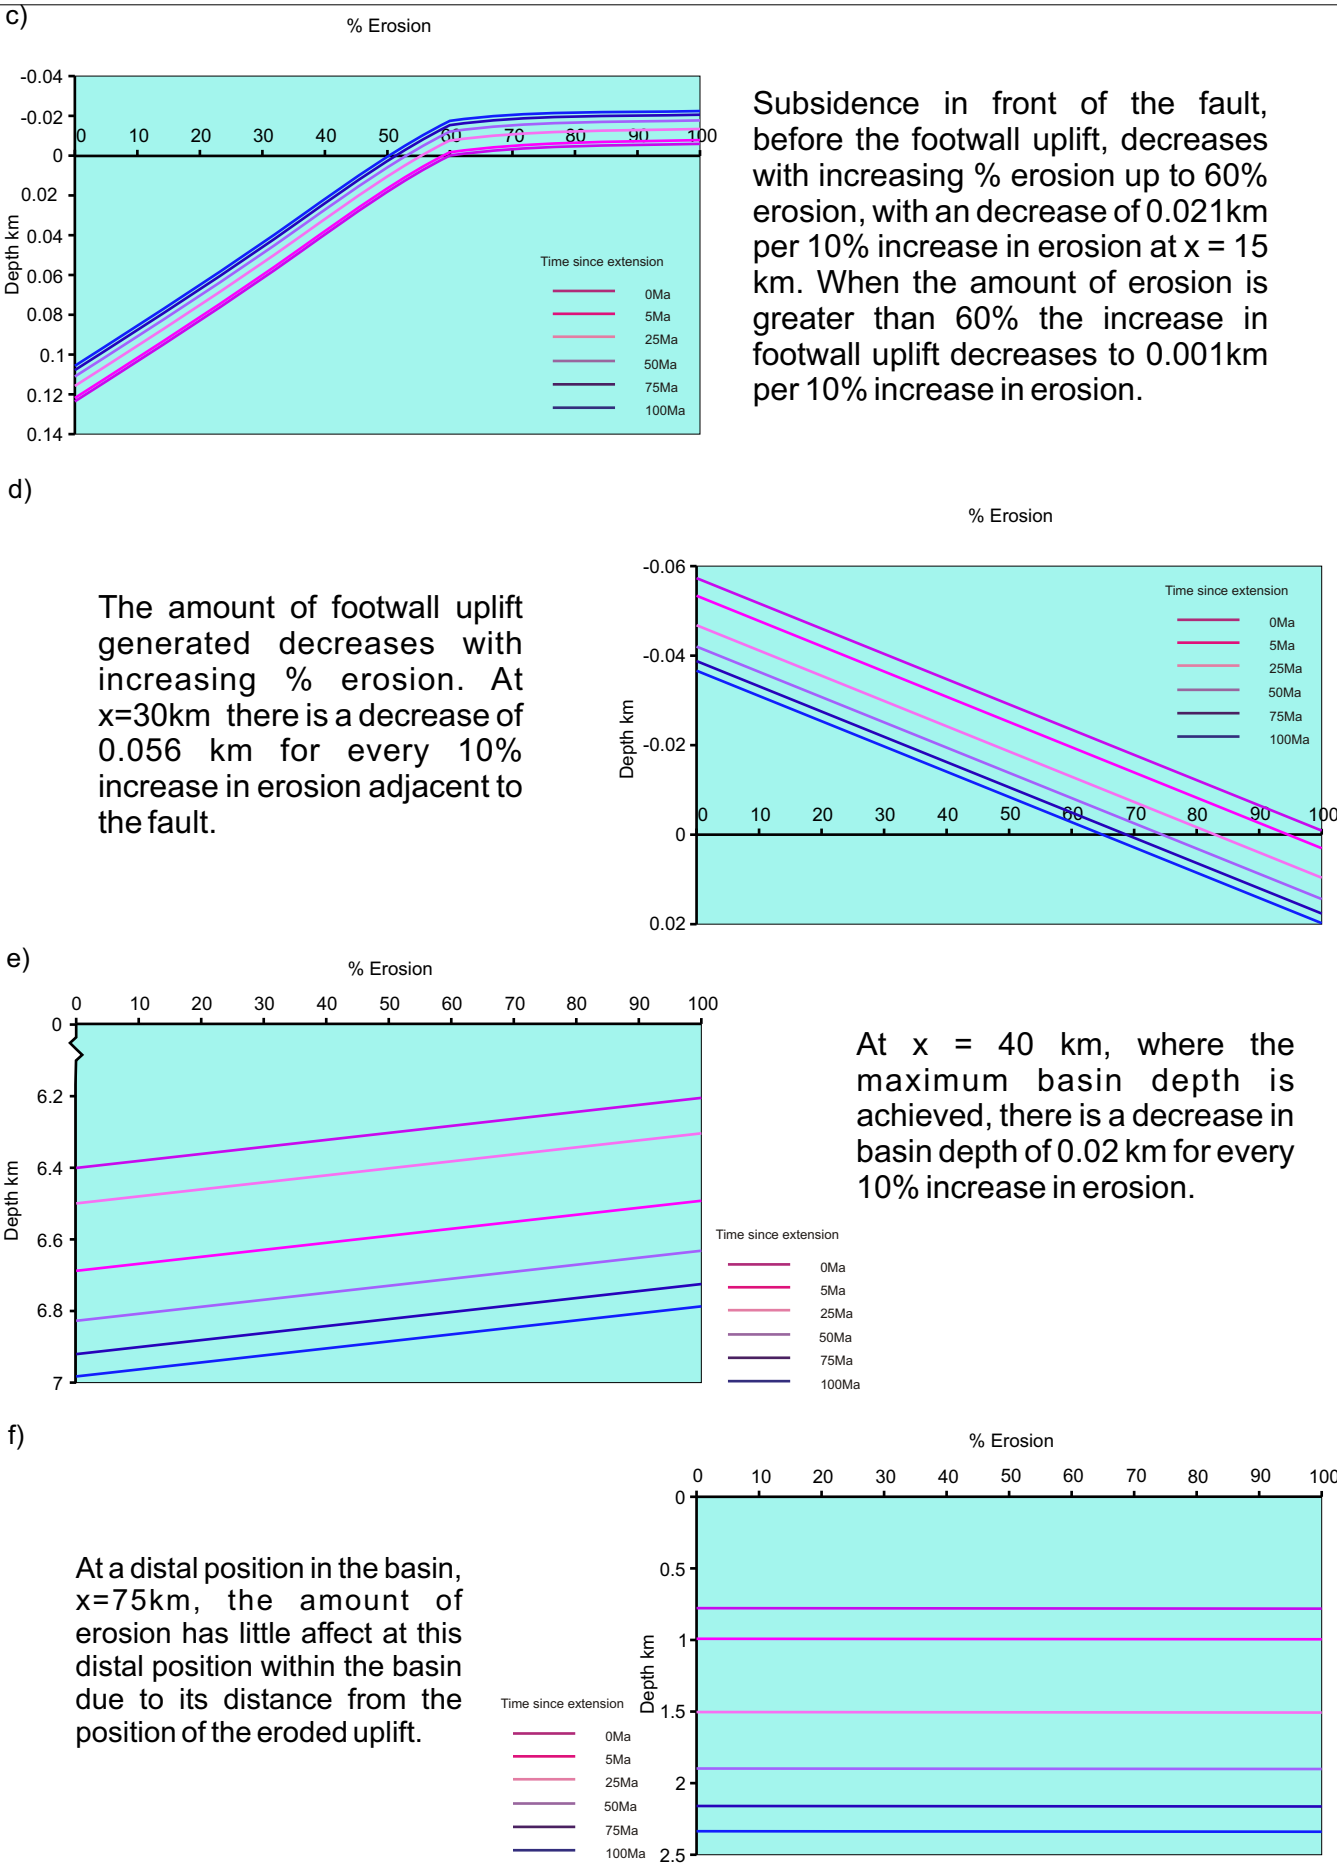 c)
% Erosion
-0.04
-0.02
0 10 20 30 40 50 60 70 80 90 100
0
0.02
0.04
0.06
0.08
0.1
0.12
0.14
Depth km
Time since extension
0Ma
5Ma
25Ma
50Ma
75Ma
100Ma
Subsidence in front of the fault,
before the footwall uplift, decreases
with increasing % erosion up to 60%
erosion, with an decrease of 0.021km
per 10% increase in erosion at x = 15
km. When the amount of erosion is
greater than 60% the increase in
footwall uplift decreases to 0.001km
per 10% increase in erosion.
d)
The amount of footwall uplift
generated decreases with
increasing % erosion. At
x=30km there is a decrease of
0.056 km for every 10%
increase in erosion adjacent to
the fault.
% Erosion
-0.06
-0.04
-0.02
0 10 20 30 40 50 60 70 80 90 100
0
0.02
Depth km
Time since extension
0Ma
5Ma
25Ma
50Ma
75Ma
100Ma
e)
% Erosion
0 10 20 30 40 50 60 70 80 90 100
0
6.2
6.4
6.6
6.8
7
Depth km
At x = 40 km, where the
maximum basin depth is
achieved, there is a decrease in
basin depth of 0.02 km for every
10% increase in erosion.
Time since extension
0Ma
5Ma
25Ma
50Ma
75Ma
100Ma
f)
At a distal position in the basin,
x=75km, the amount of
erosion has little affect at this
distal position within the basin
due to its distance from the
position of the eroded uplift.
% Erosion
0 10 20 30 40 50 60 70 80 90 100
0
0.5
1
1.5
2
2.5
Depth km
Time since extension
0Ma
5Ma
25Ma
50Ma
75Ma
100Ma